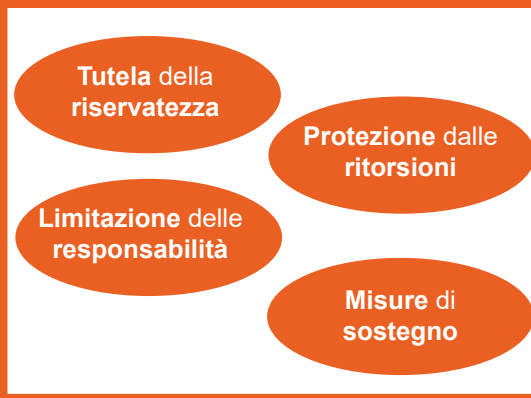 Tutela della
riservatezza
Protezione dalle
ritorsioni
Limitazione delle
responsabilità
Misure di
sostegno